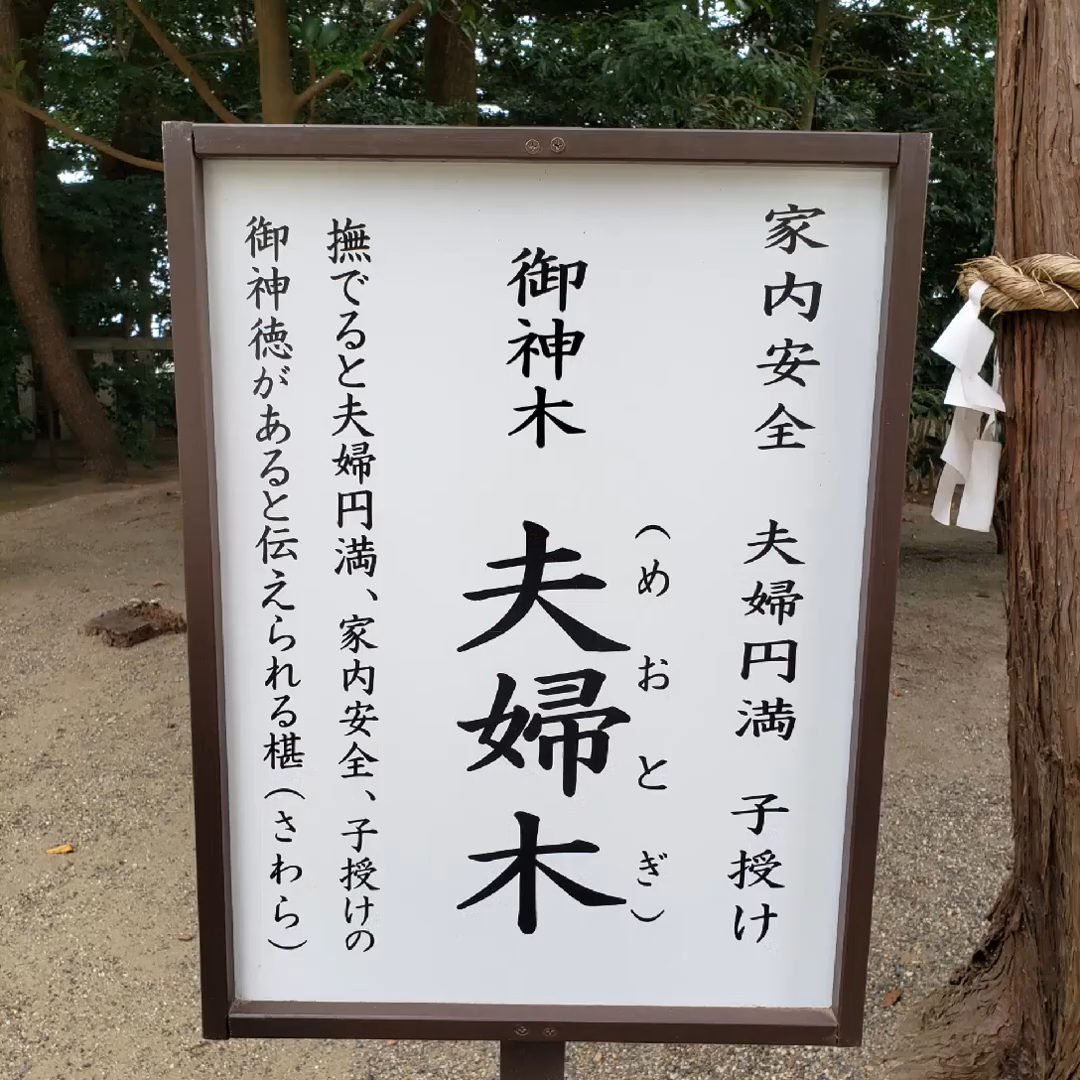 家内安全 夫婦円満 子授け
(めおとぎ)
御神木 夫婦木
撫でると夫婦円満、家内安全、子授けの
御神徳があると伝えられる椹(さわら)